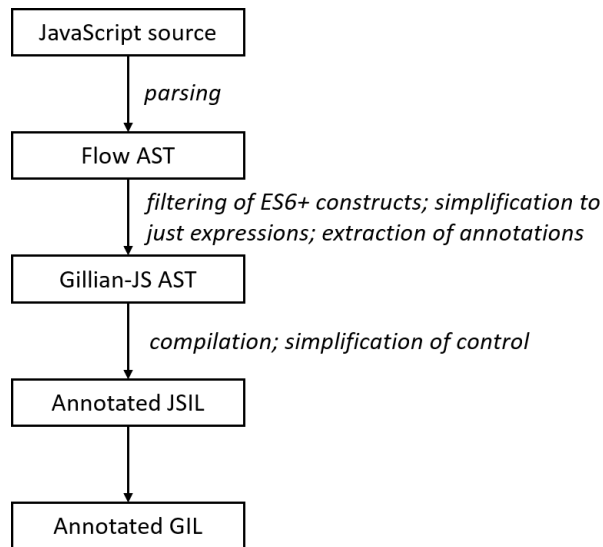 JavaScript source
parsing
Flow AST
filtering of ES6+ constructs; simplification to
just expressions; extraction of annotations
Gillian-JS AST
compilation; simplification of control
Annotated JSIL
Annotated GIL